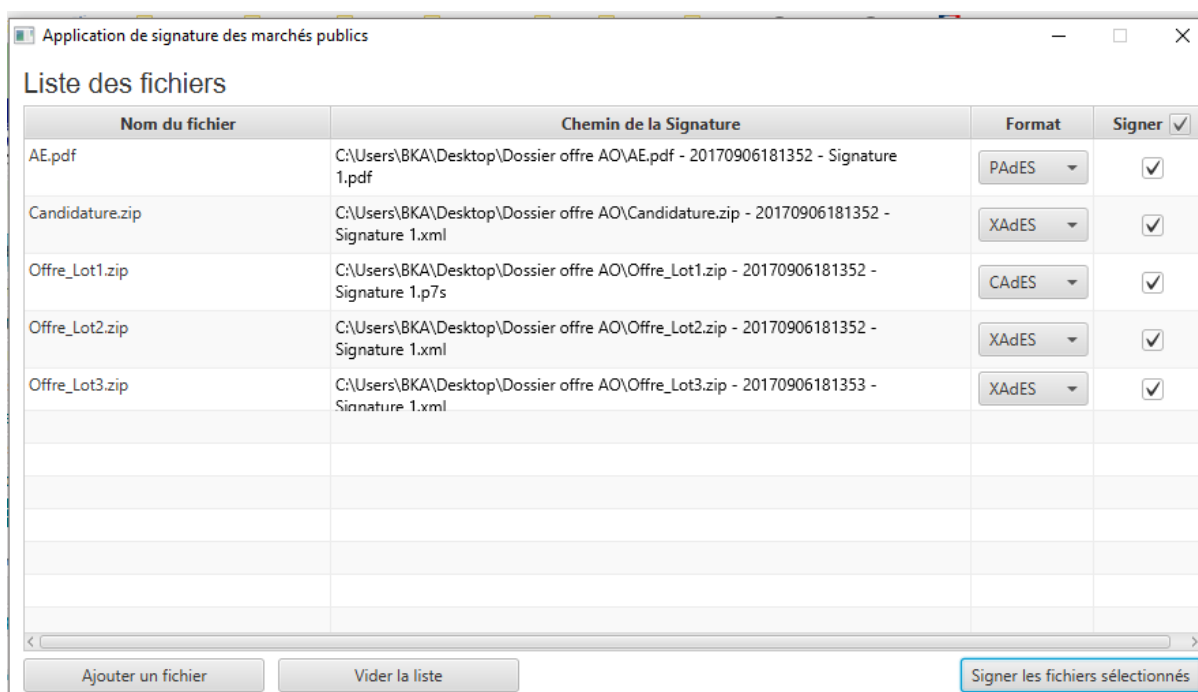 Application de signature des marchés publics
Liste des fichiers
Nom du fichier Chemin de la Signature Format Signer
AE.pdf C:\Users\BKA\Desktop\Dossier offre AO\AE.pdf - 20170906181352 - Signature PAdES
1.pdf
Candidature.zip C:\Users\BKA\Desktop\Dossier offre AO\Candidature.zip - 20170906181352 - XAdES
Signature 1.xml
Offre_Lot1.zip C:\Users\BKA\Desktop\Dossier offre AO\Offre_Lot1.zip - 20170906181352 - CAdES
Signature 1.p7s
Offre_Lot2.zip C:\Users\BKA\Desktop\Dossier offre AO\Offre_Lot2.zip - 20170906181352 - XAdES
Signature 1.xml
Offre_Lot3.zip C:\Users\BKA\Desktop\Dossier offre AO\Offre_Lot3.zip - 20170906181353 - XAdES
Signature 1.xml
Ajouter un fichier Vider la liste Signer les fichiers sélectionnés